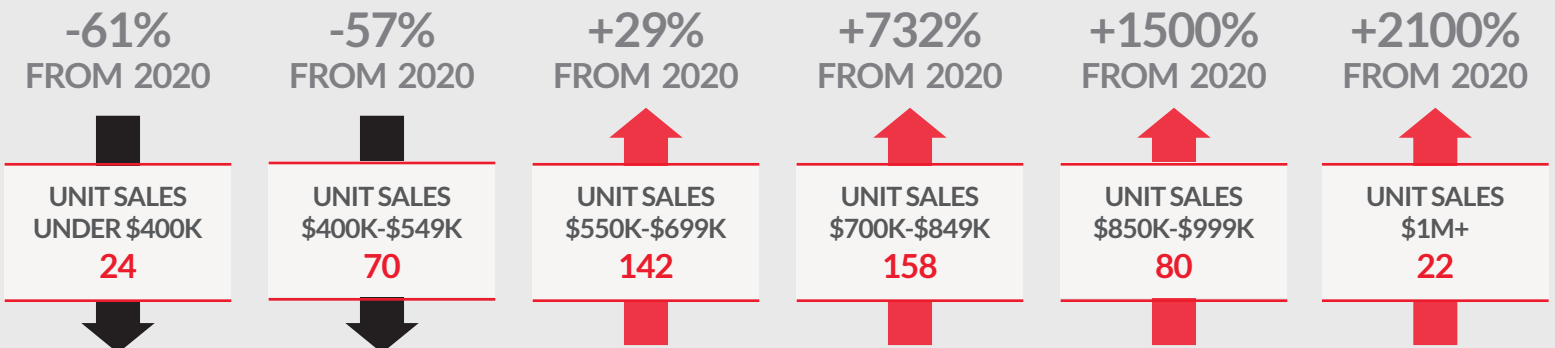 -61%
FROM 2020
UNIT SALES
UNDER $400K
24
-57%
FROM 2020
UNIT SALES
$400K-$549K
70
+29%
FROM 2020
UNIT SALES
$550K-$699K
142
+732%
FROM 2020
UNIT SALES
$700K-$849K
158
+1500%
FROM 2020
UNIT SALES
$850K-$999K
80
+2100%
FROM 2020
UNIT SALES
$1M+
22